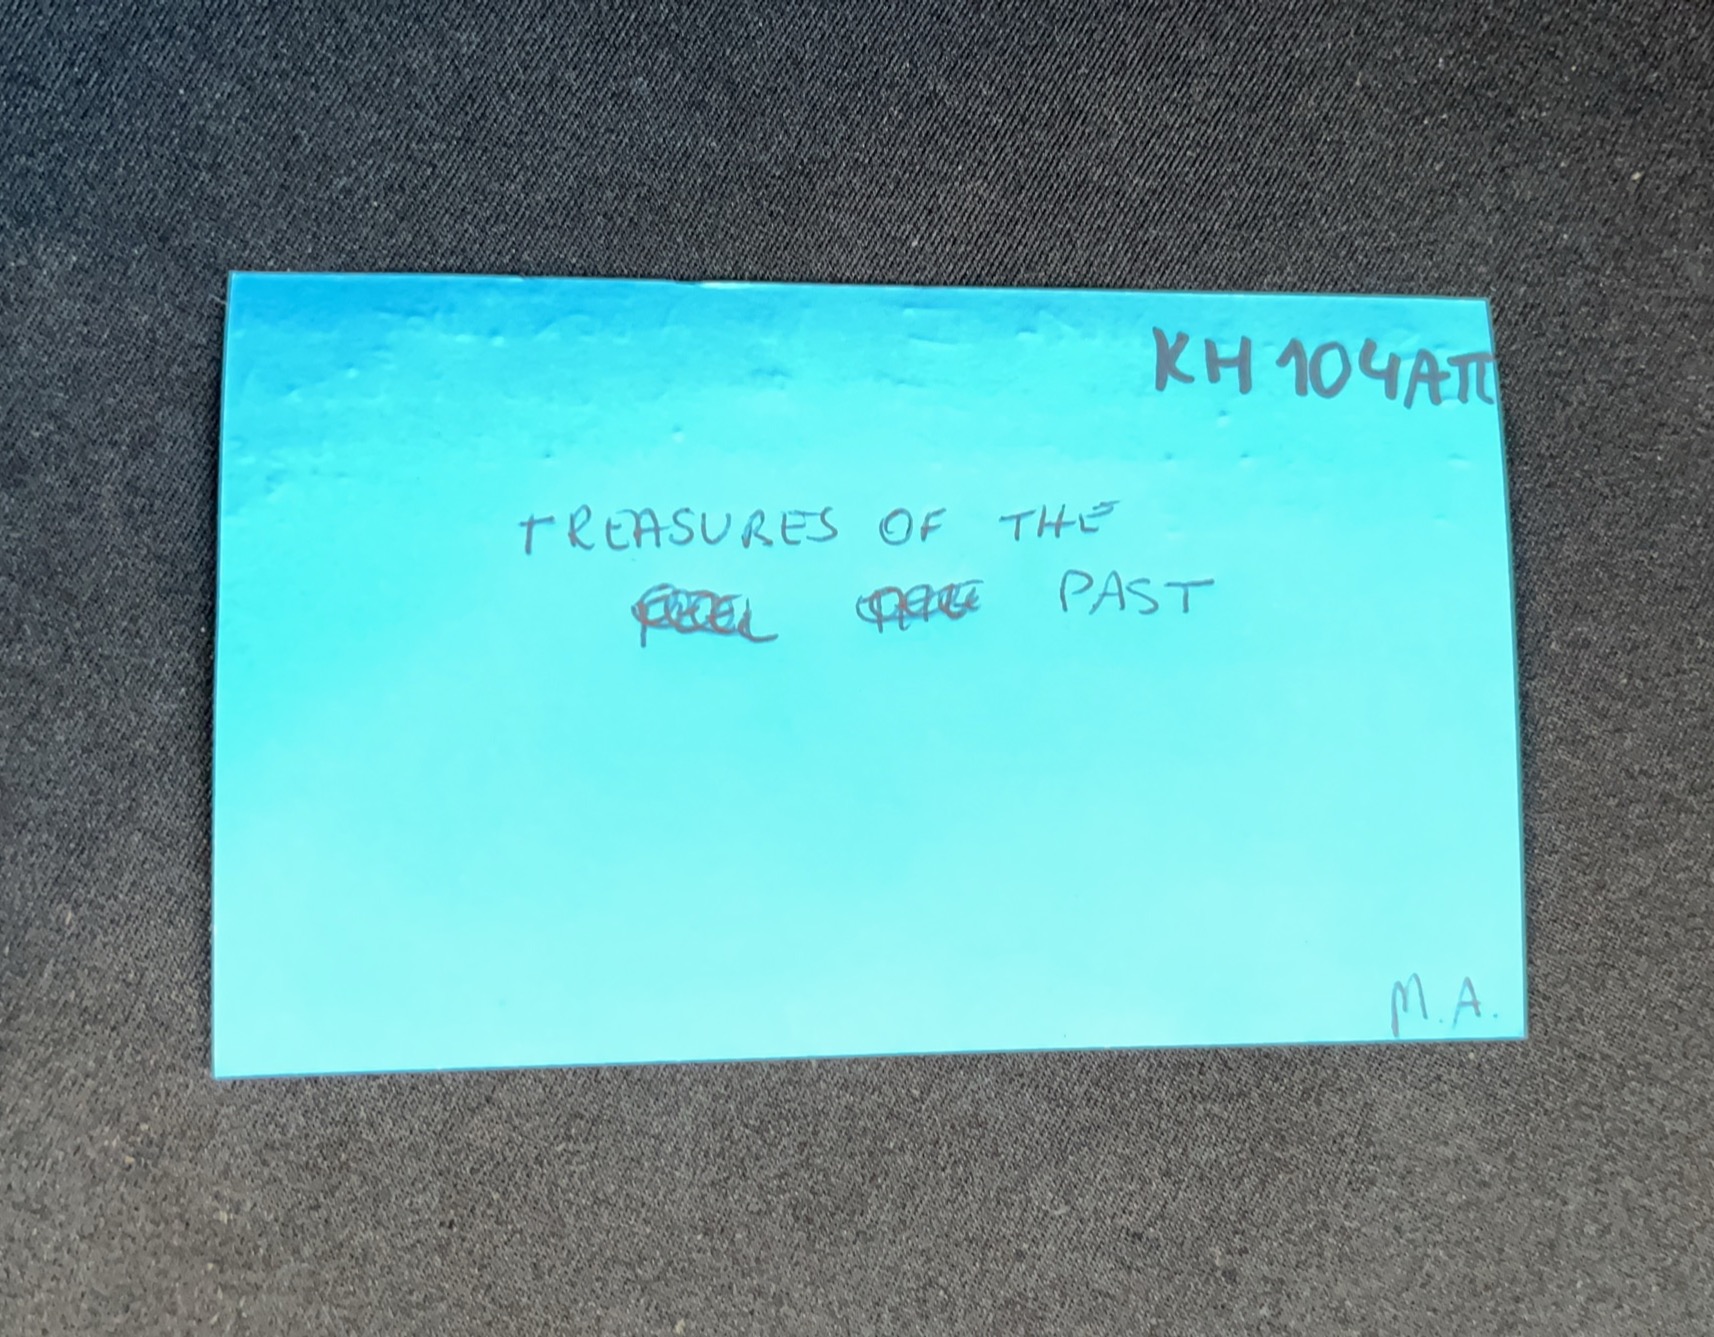 KH 104Aπ
TREASURES OF THE
PAST
M.A.